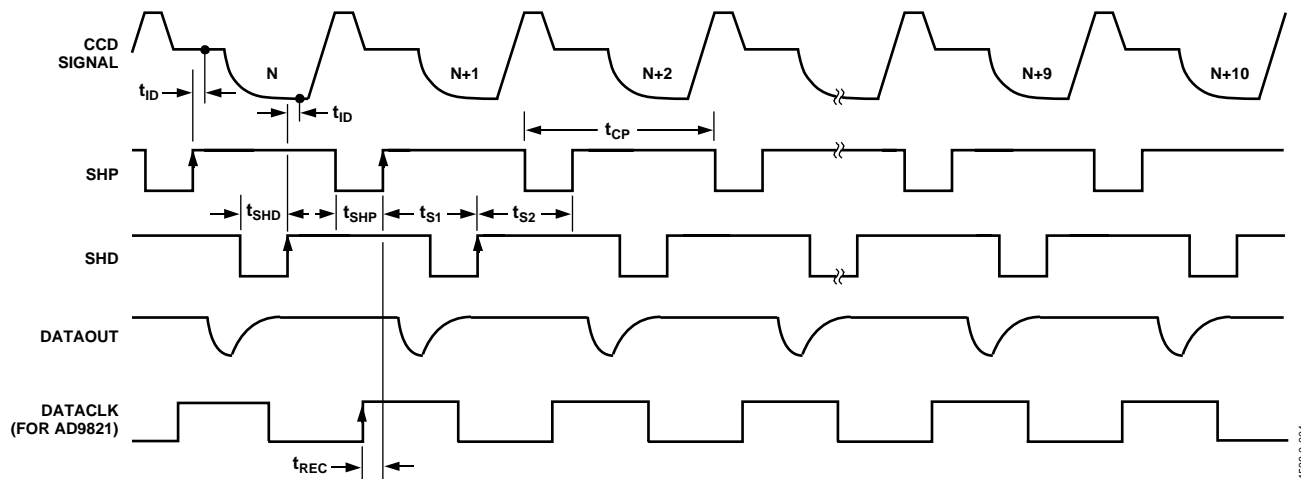 CCD
SIGNAL
N
N+1
N+2
N+9
N+10
tID
tID
tCP
SHP
tSHD
tSHP
tS1
tS2
SHD
DATAOUT
DATACLK
(FOR AD9821)
tREC